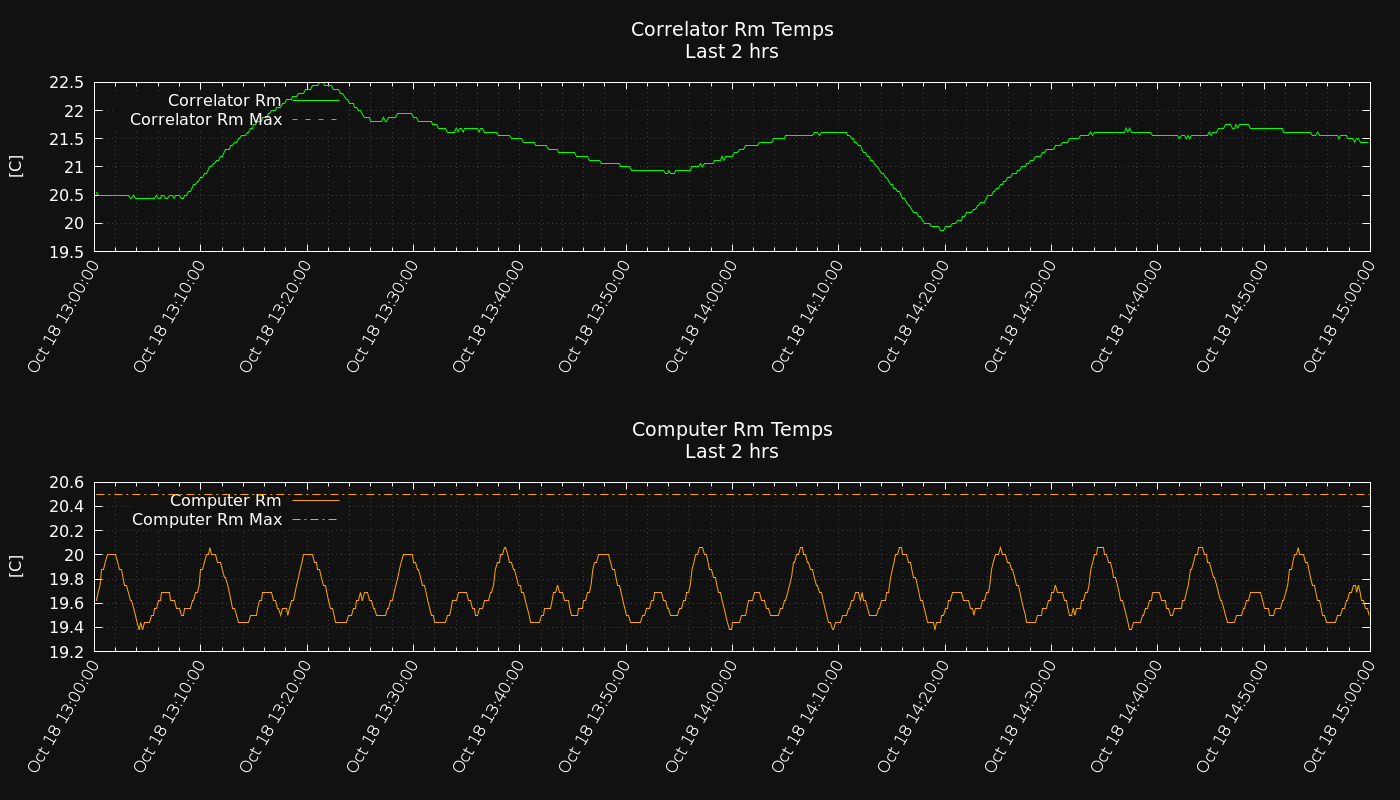 Correlator Rm Temps
Last 2 hrs
22.5
22
21.5
21
20.5
20
19.5
[C]
Correlator Rm
Correlator Rm Max
Oct 18 13:00:00
Oct 18 13:10:00
Oct 18 13:20:00
Oct 18 13:30:00
Oct 18 13:40:00
Oct 18 13:50:00
Oct 18 14:00:00
Oct 18 14:10:00
Oct 18 14:20:00
Oct 18 14:30:00
Oct 18 14:40:00
Oct 18 14:50:00
Oct 18 15:00:00
Computer Rm Temps
Last 2 hrs
20.6
20.4
20.2
20
19.8
19.6
19.4
19.2
[C]
Computer Rm
Computer Rm Max
Oct 18 13:00:00
Oct 18 13:10:00
Oct 18 13:20:00
Oct 18 13:30:00
Oct 18 13:40:00
Oct 18 13:50:00
Oct 18 14:00:00
Oct 18 14:10:00
Oct 18 14:20:00
Oct 18 14:30:00
Oct 18 14:40:00
Oct 18 14:50:00
Oct 18 15:00:00